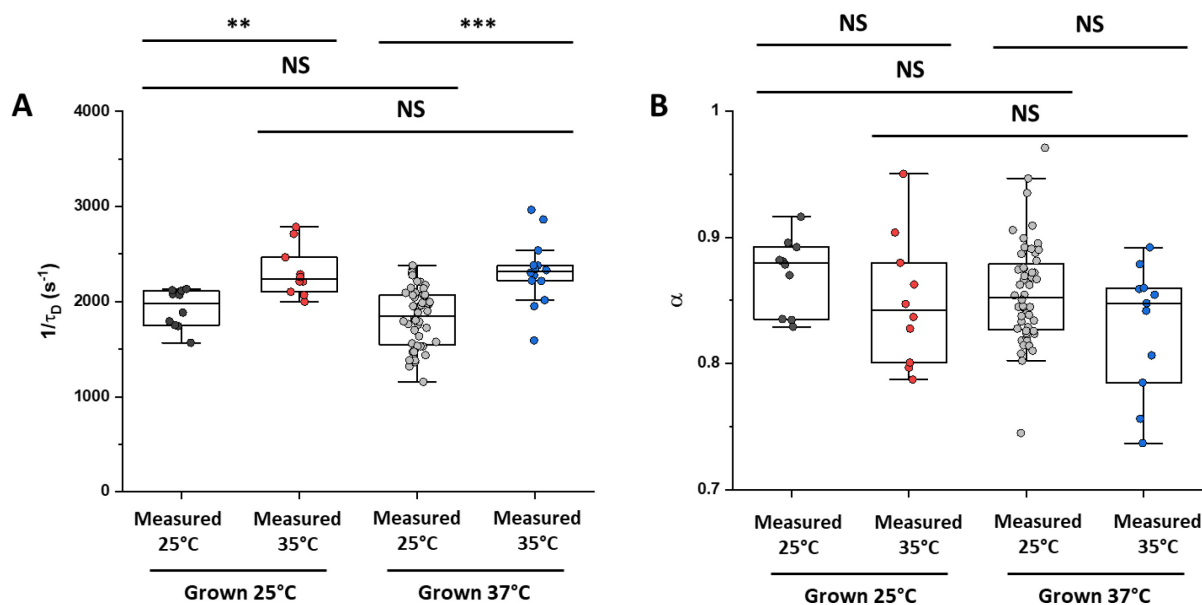 ** *** NS NS
NS NS
A NS B NS
4000 1
3000 0.9
2000
1/τD (s-1) α
1000 0.8
0 0.7
Measured Measured Measured Measured Measured Measured Measured Measured
25°C 35°C 25°C 35°C 25°C 35°C 25°C 35°C
Grown 25°C Grown 37°C Grown 25°C Grown 37°C